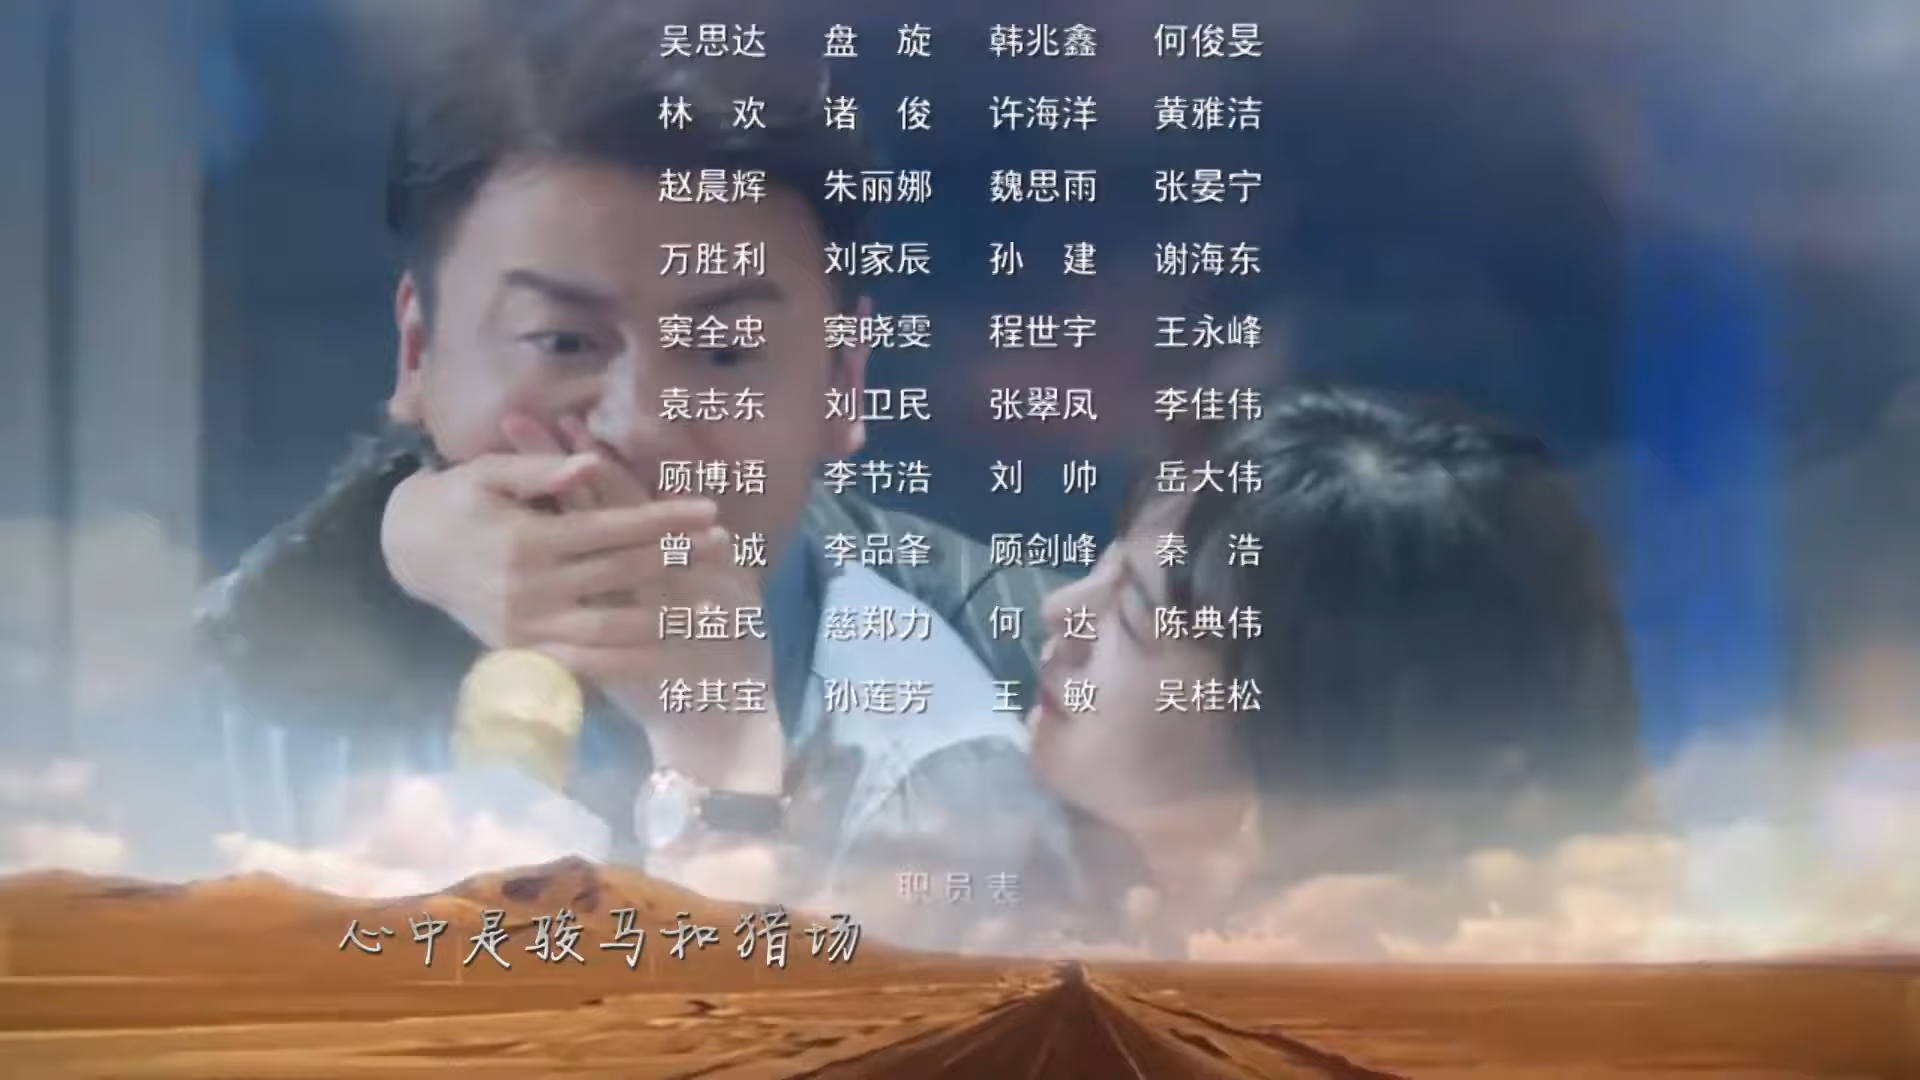 吴思达 盘 旋 韩兆鑫 何俊旻
林 欢 诸 俊 许海洋 黄雅洁
赵晨辉 朱丽娜 魏思雨 张晏宁
万胜利 刘家辰 孙 建 谢海东
窦全忠 窦晓雯 程世宇 王永峰
袁志东 刘卫民 张翠凤 李佳伟
顾博语 李节浩 刘 帅 岳大伟
曾 诚 李品夆 顾剑峰 秦 浩
闫益民 慈郑力 何 达 陈典伟
徐其宝 孙莲芳 王 敏 吴桂松
职员表
心中是骏马和猎场